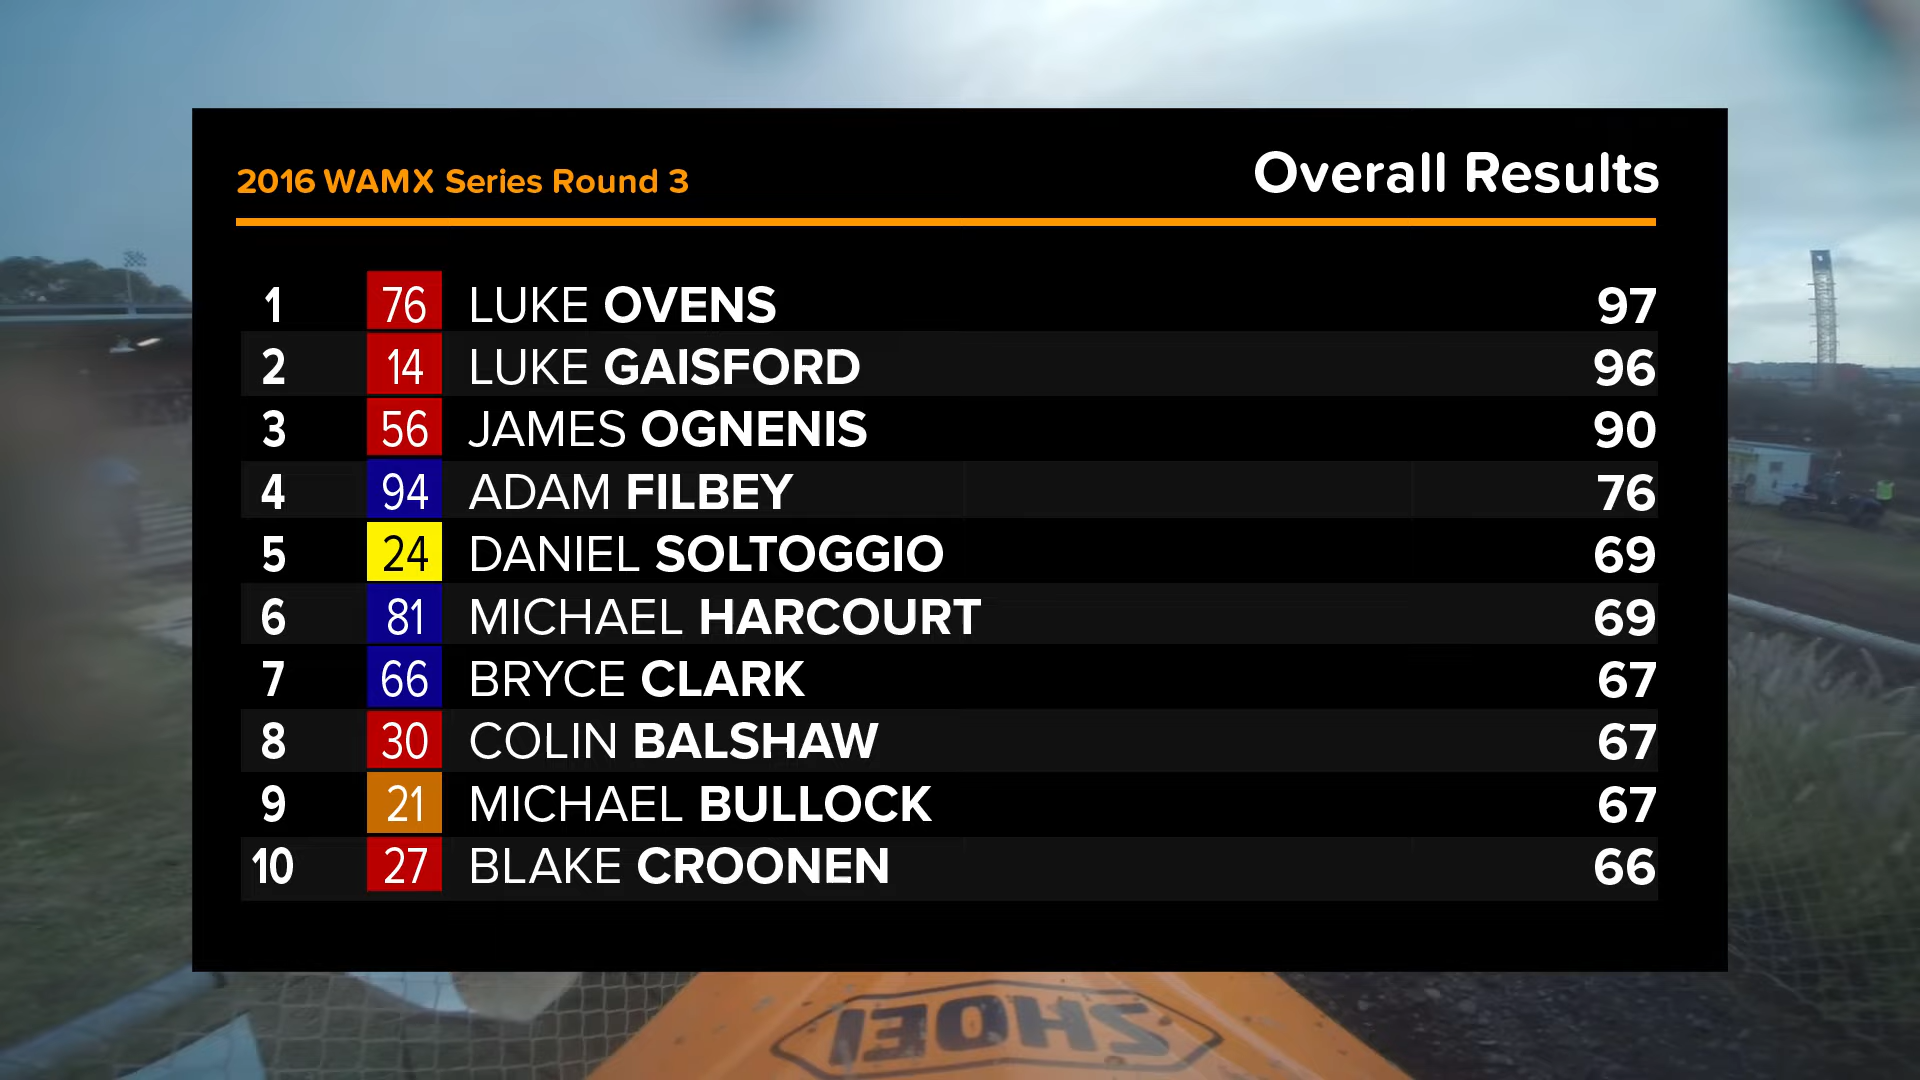 2016 WAMX Series Round 3
Overall Results
1 76 LUKE OVENS 97
2 14 LUKE GAISFORD 96
3 56 JAMES OGNENIS 90
4 94 ADAM FILBEY 76
5 24 DANIEL SOLTOGGIO 69
6 81 MICHAEL HARCOURT 69
7 66 BRYCE CLARK 67
8 30 COLIN BALSHAW 67
9 21 MICHAEL BULLOCK 67
10 27 BLAKE CROONEN 66
SHOEI